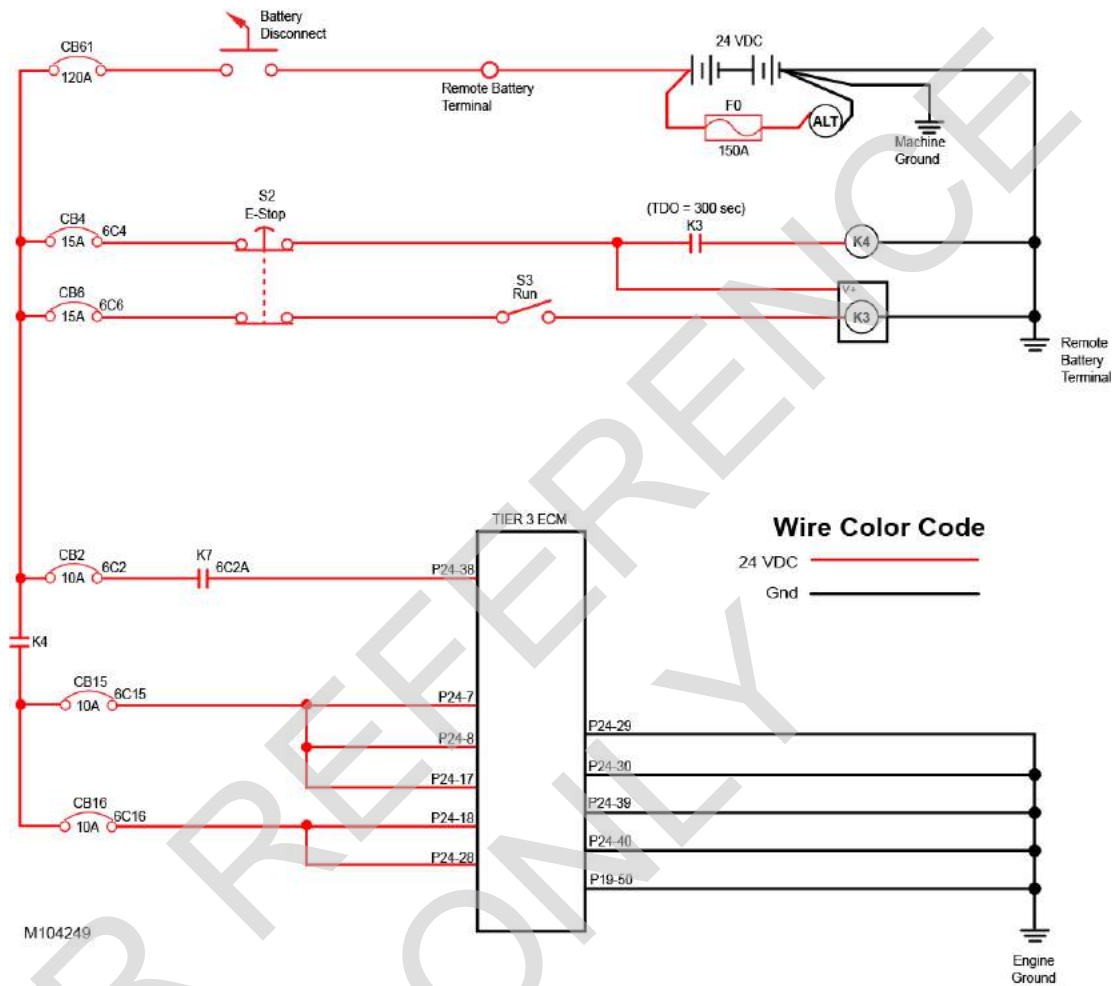 Battery
Disconnect
CB61
120A
Remote Battery
Terminal
24 VDC
F0
150A
ALT
Machine
Ground
S2
E-Stop
CB4
15A
6C4
(TDO = 300 sec)
K3
K4
CB6
15A
6C6
S3
Run
V+
K3
Remote
Battery
Terminal
TIER 3 ECM
Wire Color Code
24 VDC
Gnd
CB2
10A
6C2
K7
6C2A
P24-38
K4
CB15
10A
6C15
P24-7
P24-8
P24-17
CB16
10A
6C16
P24-18
P24-28
P24-29
P24-30
P24-39
P24-40
P19-50
Engine
Ground
M104249
R REFERENCE
ONLY